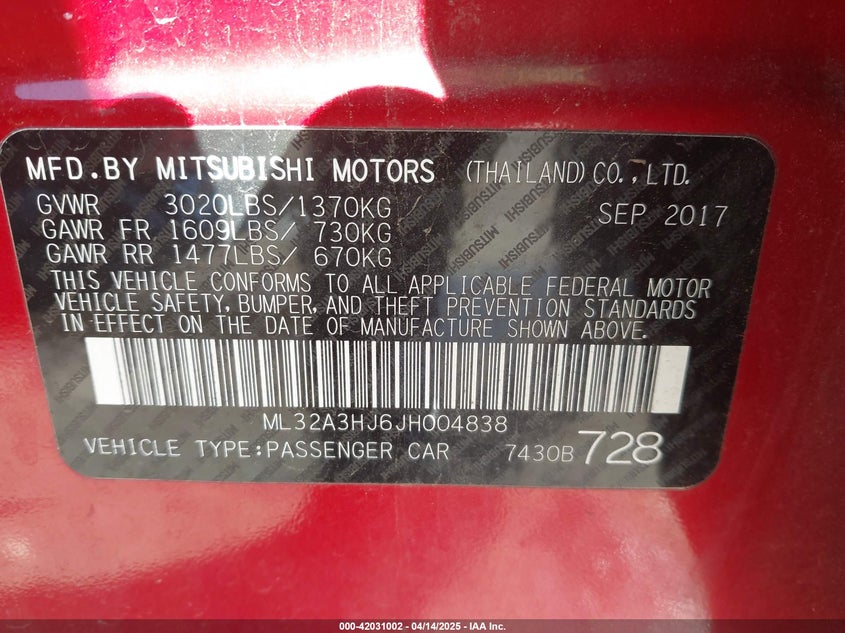 MFD.BY MITSUBISHI MOTORS (THAILAND) CO., LTD.
GVWR 3020LBS/1370KG SEP 2017
GAWR FR 1609LBS/ 730KG
GAWR RR 1477LBS/ 670KG
THIS VEHICLE CONFORMS TO ALL APPLICABLE FEDERAL MOTOR
VEHICLE SAFETY, BUMPER, AND THEFT PREVENTION STANDARDS
IN EFFECT ON THE DATE OF MANUFACTURE SHOWN ABOVE.
ML32A3HJ6JH004838
VEHICLE TYPE:PASSENGER CAR 7430B 728
000-42031002 - 04/14/2025 - IAA Inc.